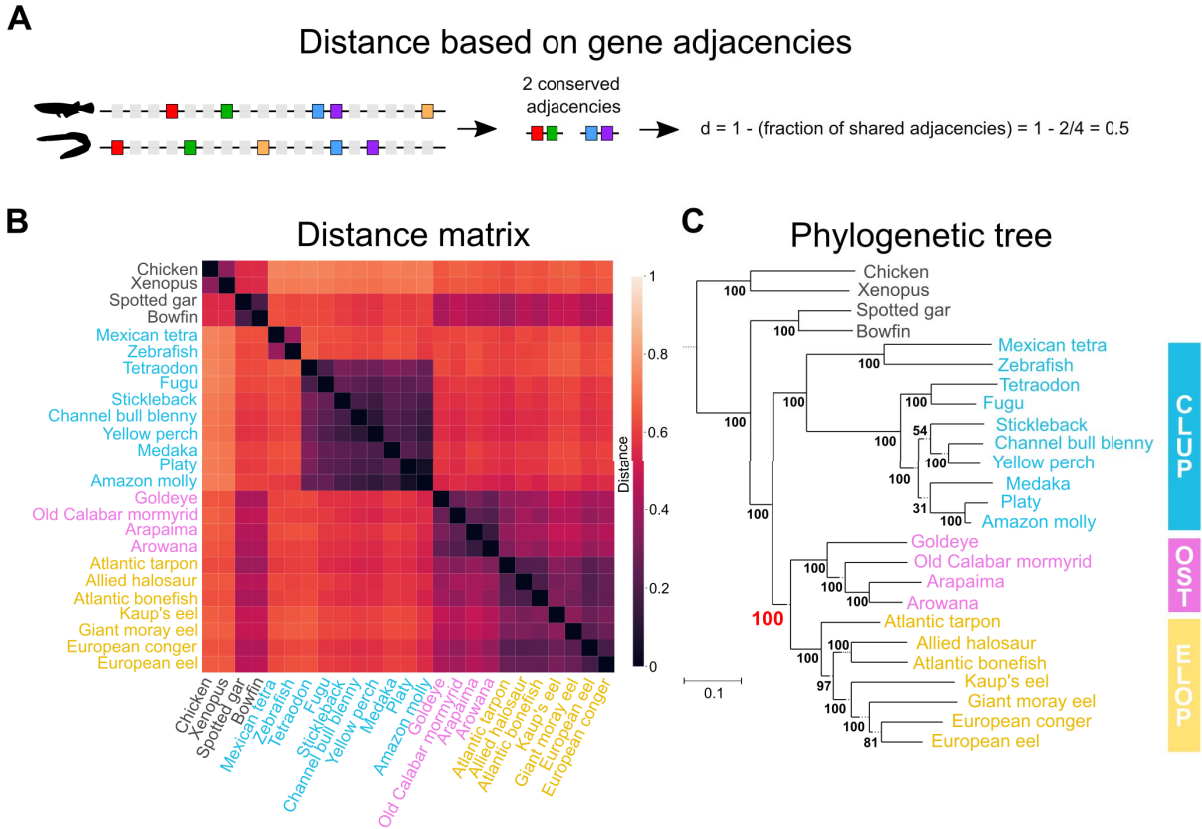 A
Distance based on gene adjacencies
2 conserved
adjacencies
d = 1 - (fraction of shared adjacencies) = 1 - 2/4 = 0.5
B
Distance matrix
Chicken
Xenopus
Spotted gar
Bowfin
Mexican tetra
Zebrafish
Tetraodon
Fugu
Stickleback
Channel bull blenny
Yellow perch
Medaka
Platy
Amazon molly
Goldeye
Old Calabar mormyrid
Arapaima
Arowana
Atlantic tarpon
Allied halosaur
Atlantic bonefish
Kaup's eel
Giant moray eel
European conger
European eel
Chicken
Xenopus
Spotted gar
Bowfin
Mexican tetra
Zebrafish
Tetraodon
Fugu
Stickleback
Channel bull blenny
Yellow perch
Medaka
Platy
Amazon molly
Goldeye
Old Calabar mormyrid
Arapaima
Arowana
Atlantic tarpon
Allied halosaur
Atlantic bonefish
Kaup's eel
Giant moray eel
European eel
European conger
1
0.8
0.6
0.4
0.2
0
Distance
C
Phylogenetic tree
Chicken
100
Xenopus
Spotted gar
100
Bowfin
100
Mexican tetra
100
Zebrafish
100
Tetraodon
100
Fugu
100
Stickleback
54
Channel bull blenny
100
Yellow perch
100
Medaka
31
Platy
100
Amazon molly
100
Goldeye
100
Old Calabar mormyrid
100
Arapaima
100
Arowana
100
Atlantic tarpon
100
Allied halosaur
100
Atlantic bonefish
97
Kaup's eel
100
Giant moray eel
100
European conger
81
European eel
0.1
CLUP
OST
ELOP